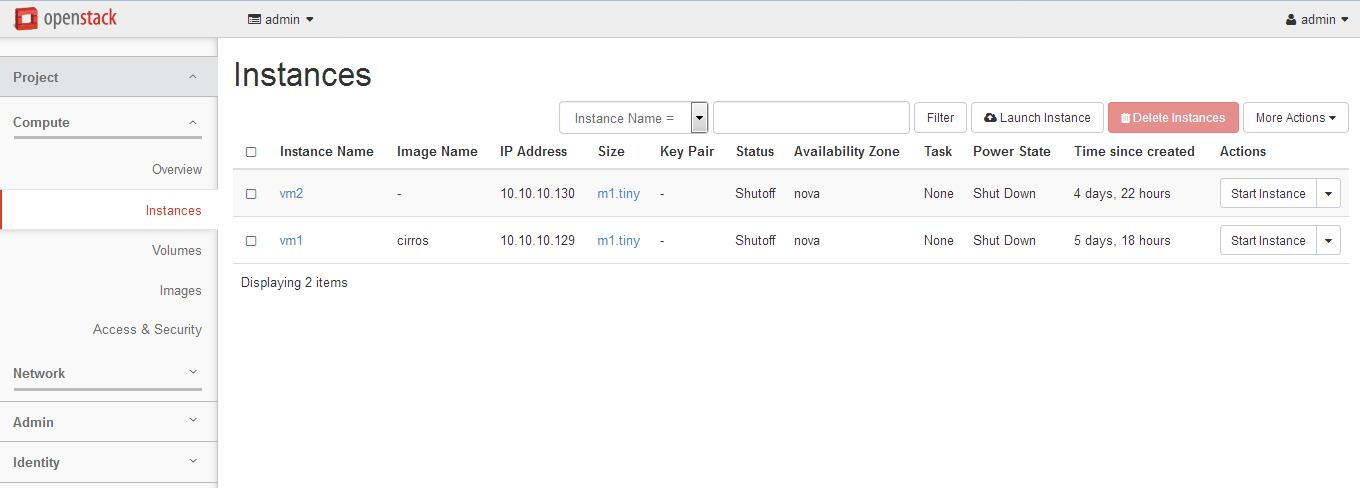 openstack admin admin
Project
Compute
Overview
Instances
Volumes
Images
Access & Security
Network
Admin
Identity
Instances
Instance Name = Filter Launch Instance Delete Instances More Actions
Instance Name Image Name IP Address Size Key Pair Status Availability Zone Task Power State Time since created Actions
vm2 - 10.10.10.130 m1.tiny - Shutoff nova None Shut Down 4 days, 22 hours Start Instance
vm1 cirros 10.10.10.129 m1.tiny - Shutoff nova None Shut Down 5 days, 18 hours Start Instance
Displaying 2 items